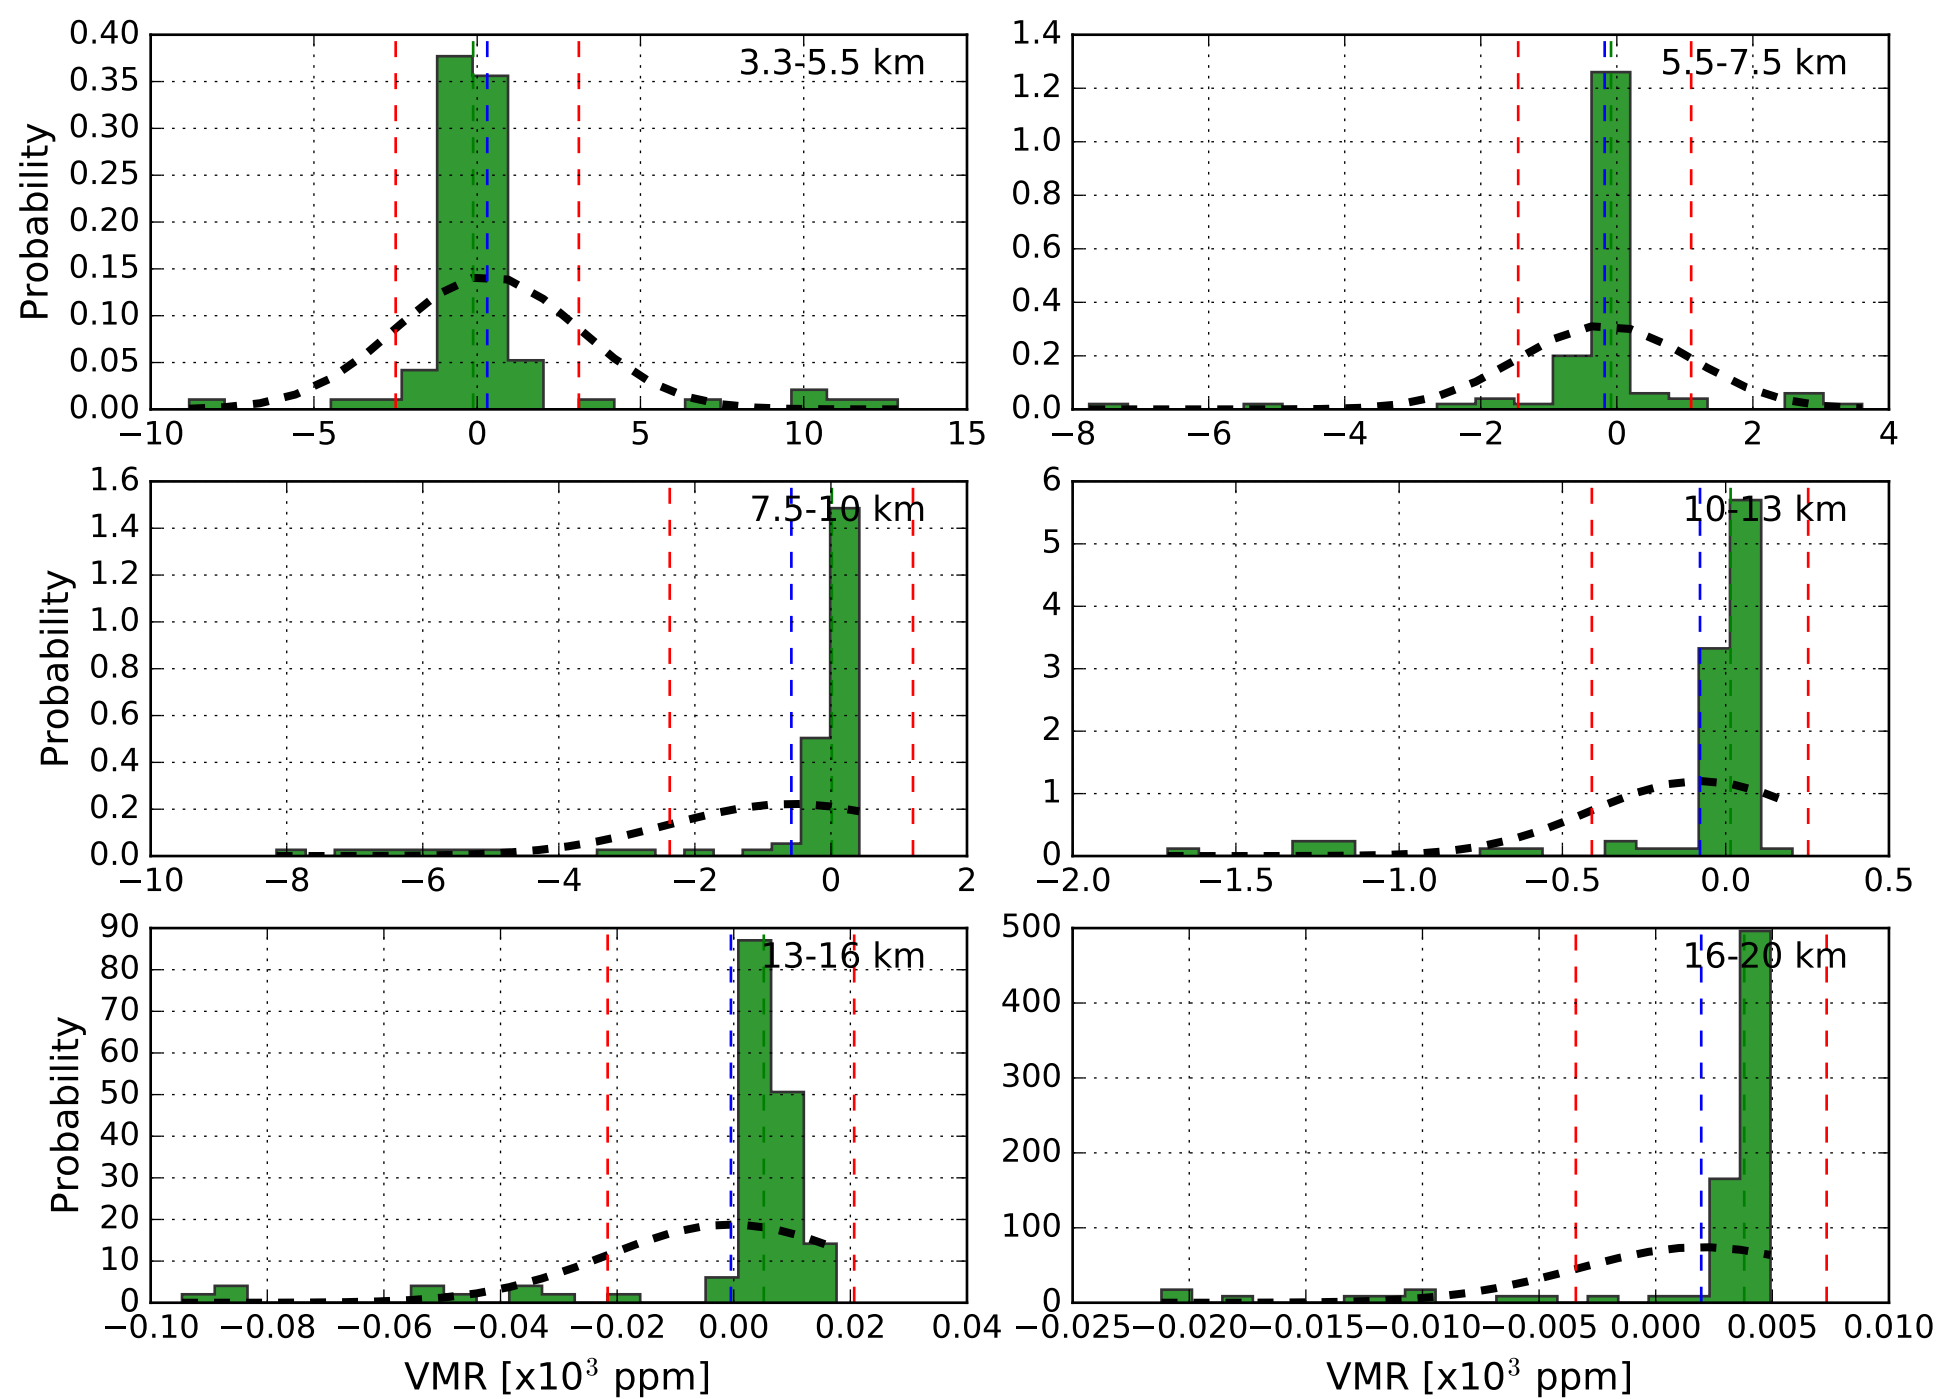 3.3-5.5 km
Probability
0.40
0.35
0.30
0.25
0.20
0.15
0.10
0.05
0.00
−10 −5 0 5 10 15
5.5-7.5 km
1.4
1.2
1.0
0.8
0.6
0.4
0.2
0.0
−8 −6 −4 −2 0 2 4
7.5-10 km
Probability
1.6
1.4
1.2
1.0
0.8
0.6
0.4
0.2
0.0
−10 −8 −6 −4 −2 0 2
10-13 km
6
5
4
3
2
1
0
−2.0 −1.5 −1.0 −0.5 0.0 0.5
13-16 km
Probability
90
80
70
60
50
40
30
20
10
0
−0.10 −0.08 −0.06 −0.04 −0.02 0.00 0.02 0.04
VMR [x10³ ppm]
16-20 km
500
400
300
200
100
0
−0.025 −0.020 −0.015 −0.010 −0.005 0.000 0.005 0.010
VMR [x10³ ppm]